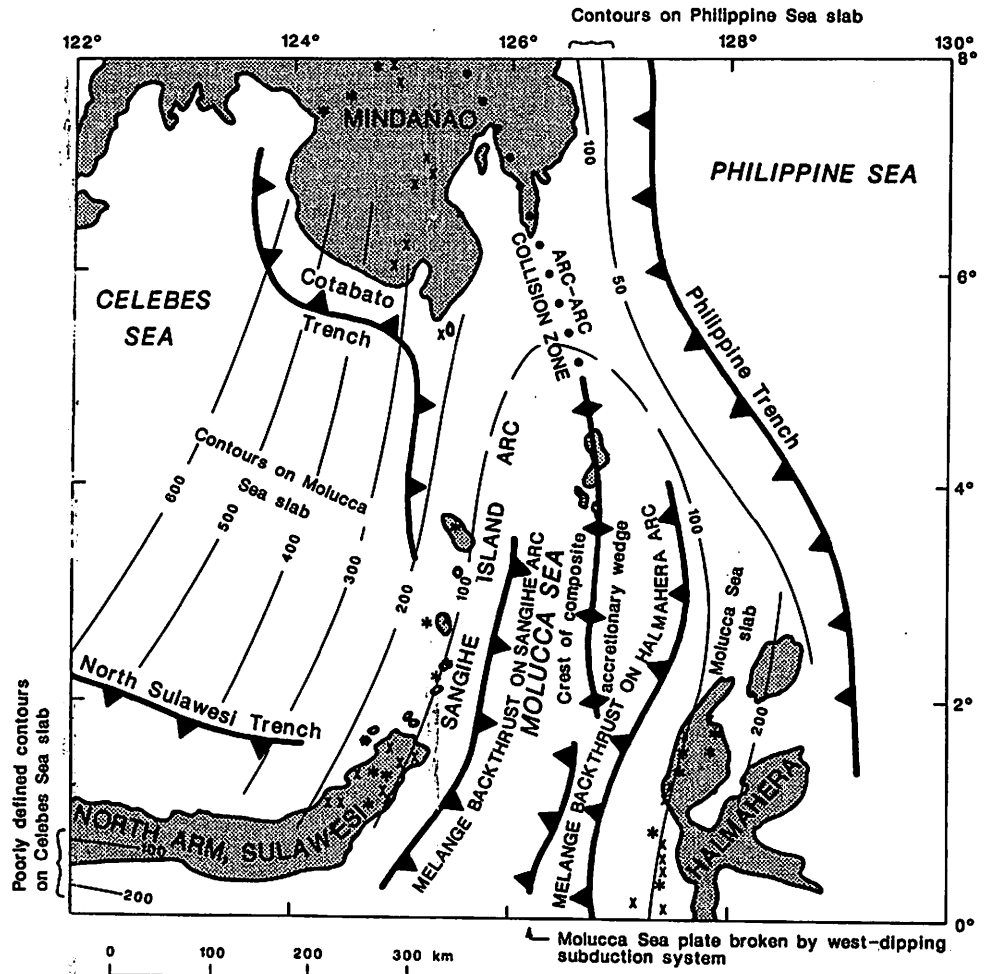 Contours on Philippine Sea slab
122°
124°
126°
128°
130°
8°
MINDANAO
100
PHILIPPINE SEA
COLLISION ZONE
ARC-ARC
6°
50
CELEBES
SEA
Cotabato
Trench
Philippine Trench
Contours on Molucca
Sea slab
600
500
400
300
200
100
4°
SANGIHE ISLAND ARC
MELANGE BACKTHRUST ON SANGIHE ARC
MOLUCCA SEA
Crest of composite
accretionary wedge
MELANGE BACKTHRUST ON HALMAHERA ARC
100
Molucca Sea
slab
200
North Sulawesi Trench
2°
Poorly defined contours
on Celebes Sea slab
NORTH ARM, SULAWESI
100
200
HALMAHERA
0°
Molucca Sea plate broken by west-dipping
subduction system
0 100 200 300 km